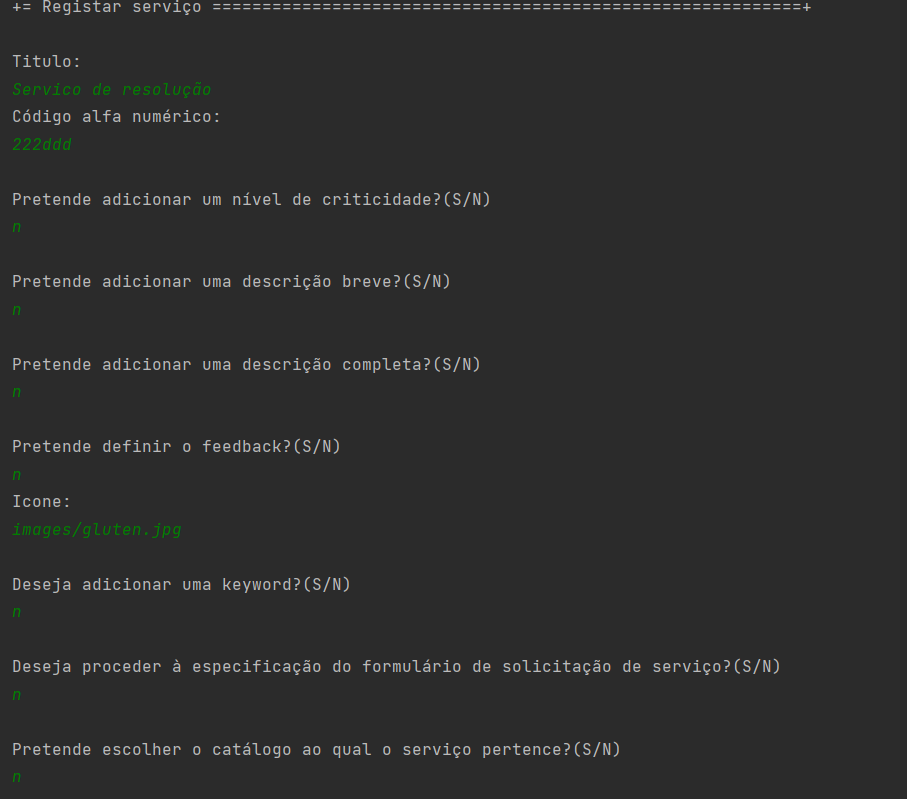 += Registar serviço ===========================================================+
Titulo:
Servico de resolução
Código alfa numérico:
222ddd
Pretende adicionar um nível de criticidade?(S/N)
n
Pretende adicionar uma descrição breve?(S/N)
n
Pretende adicionar uma descrição completa?(S/N)
n
Pretende definir o feedback?(S/N)
n
Icone:
images/gluten.jpg
Deseja adicionar uma keyword?(S/N)
n
Deseja proceder à especificação do formulário de solicitação de serviço?(S/N)
n
Pretende escolher o catálogo ao qual o serviço pertence?(S/N)
n